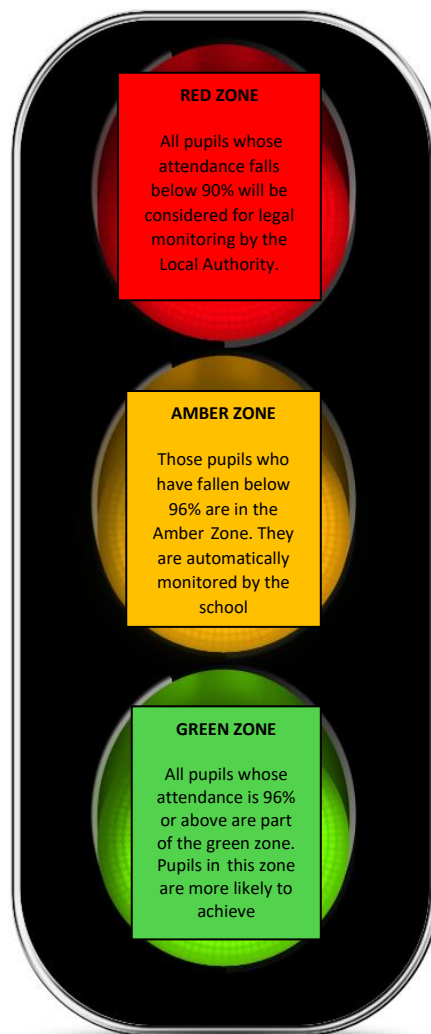 RED ZONE
All pupils whose
attendance falls
below 90% will be
considered for legal
monitoring by the
Local Authority.
AMBER ZONE
Those pupils who
have fallen below
96% are in the
Amber Zone. They
are automatically
monitored by the
school
GREEN ZONE
All pupils whose
attendance is 96%
or above are part
of the green zone.
Pupils in this zone
are more likely to
achieve